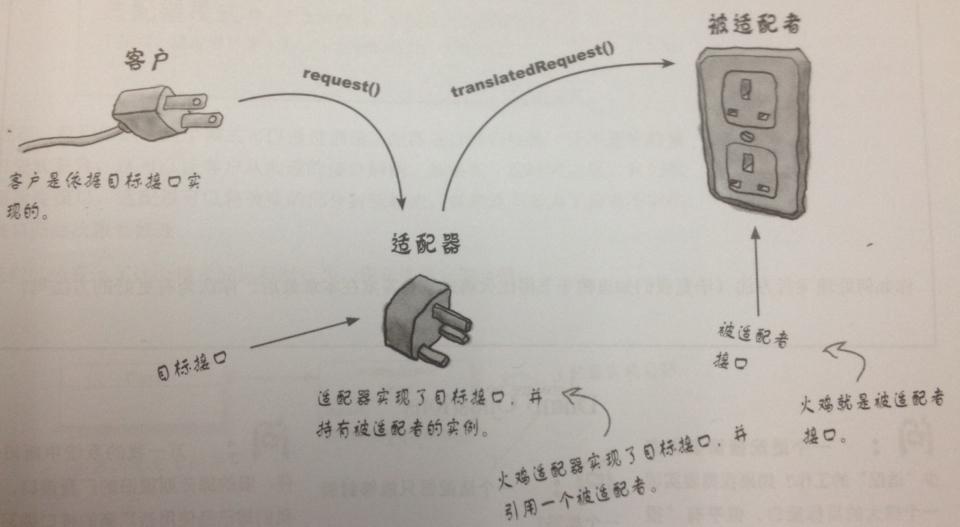 客户
request()
translatedRequest()
被适配者
客户是依据目标接口实
现的。
适配器
目标接口
适配器实现了目标接口，并
持有被适配者的实例。
被适配者
接口
火鸡适配器实现了目标接口，并
引用一个被适配者。
火鸡就是被适配者
接口。